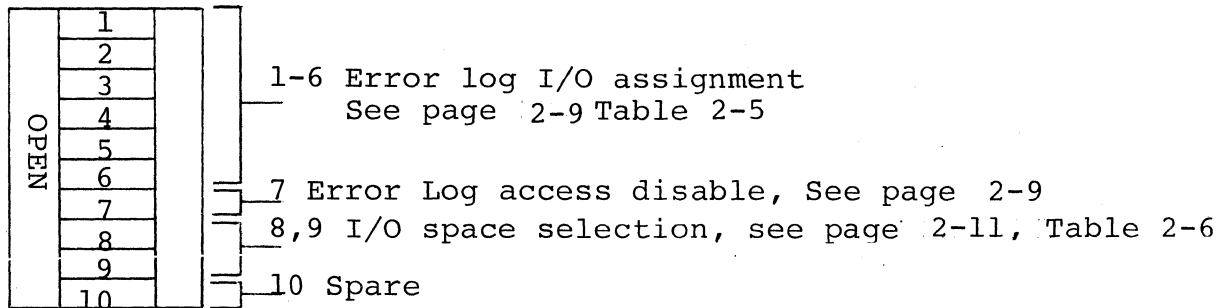 OPEN
1
2
3
4
5
6
7
8
9
10
1-6 Error log I/O assignment
See page 2-9 Table 2-5
7 Error Log access disable, See page 2-9
8,9 I/O space selection, see page 2-11, Table 2-6
10 Spare